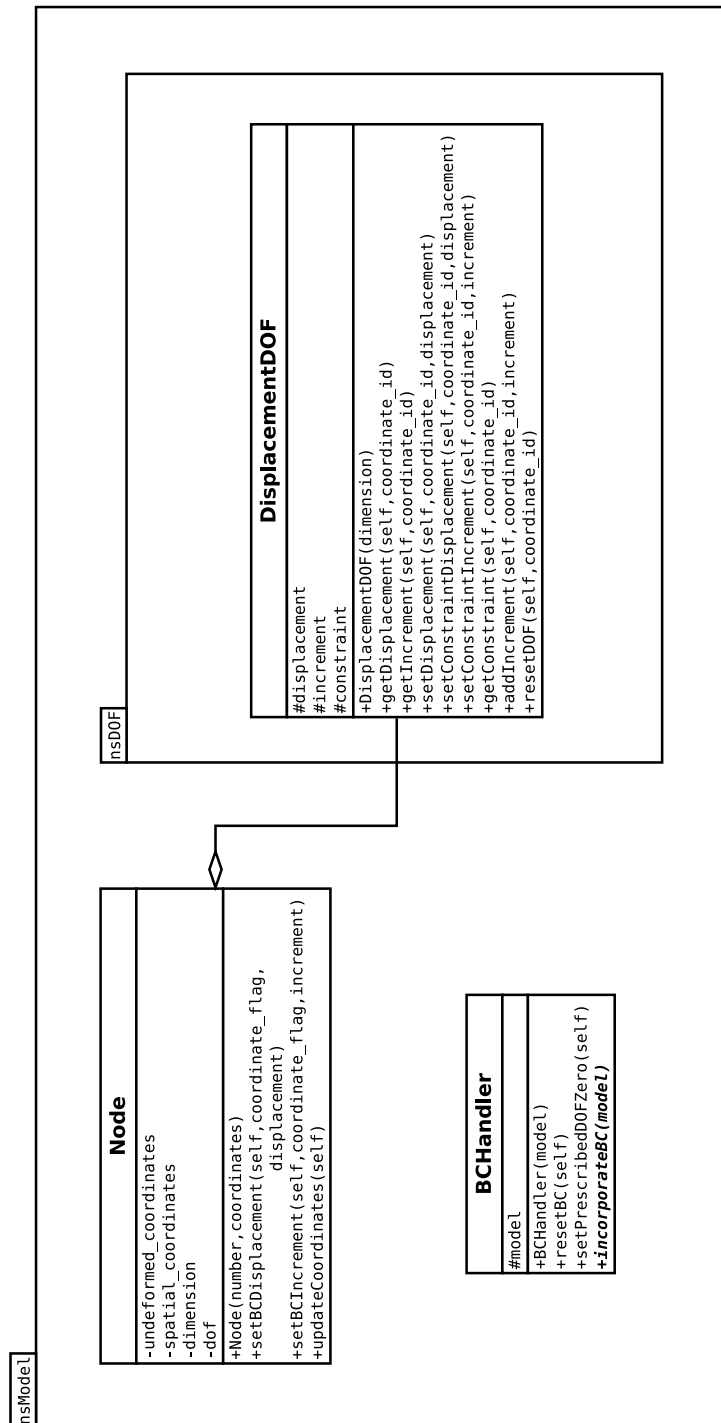 nsModel
Node
-undeformed_coordinates
-spatial_coordinates
-dimension
-dof
+Node(number,coordinates)
+setBCDisplacement(self,coordinate_flag,
displacement)
+setBCIncrement(self,coordinate_flag,increment)
+updateCoordinates(self)
nsDOF
DisplacementDOF
#displacement
#increment
#constraint
+DisplacementDOF(dimension)
+getDisplacement(self,coordinate_id)
+getIncrement(self,coordinate_id)
+setDisplacement(self,coordinate_id,displacement)
+setConstraintDisplacement(self,coordinate_id,displacement)
+setConstraintIncrement(self,coordinate_id,increment)
+getConstraint(self,coordinate_id)
+addIncrement(self,coordinate_id,increment)
+resetDOF(self,coordinate_id)
BCHandler
#model
+BCHandler(model)
+resetBC(self)
+setPrescribedDOFZero(self)
+incorporateBC(model)